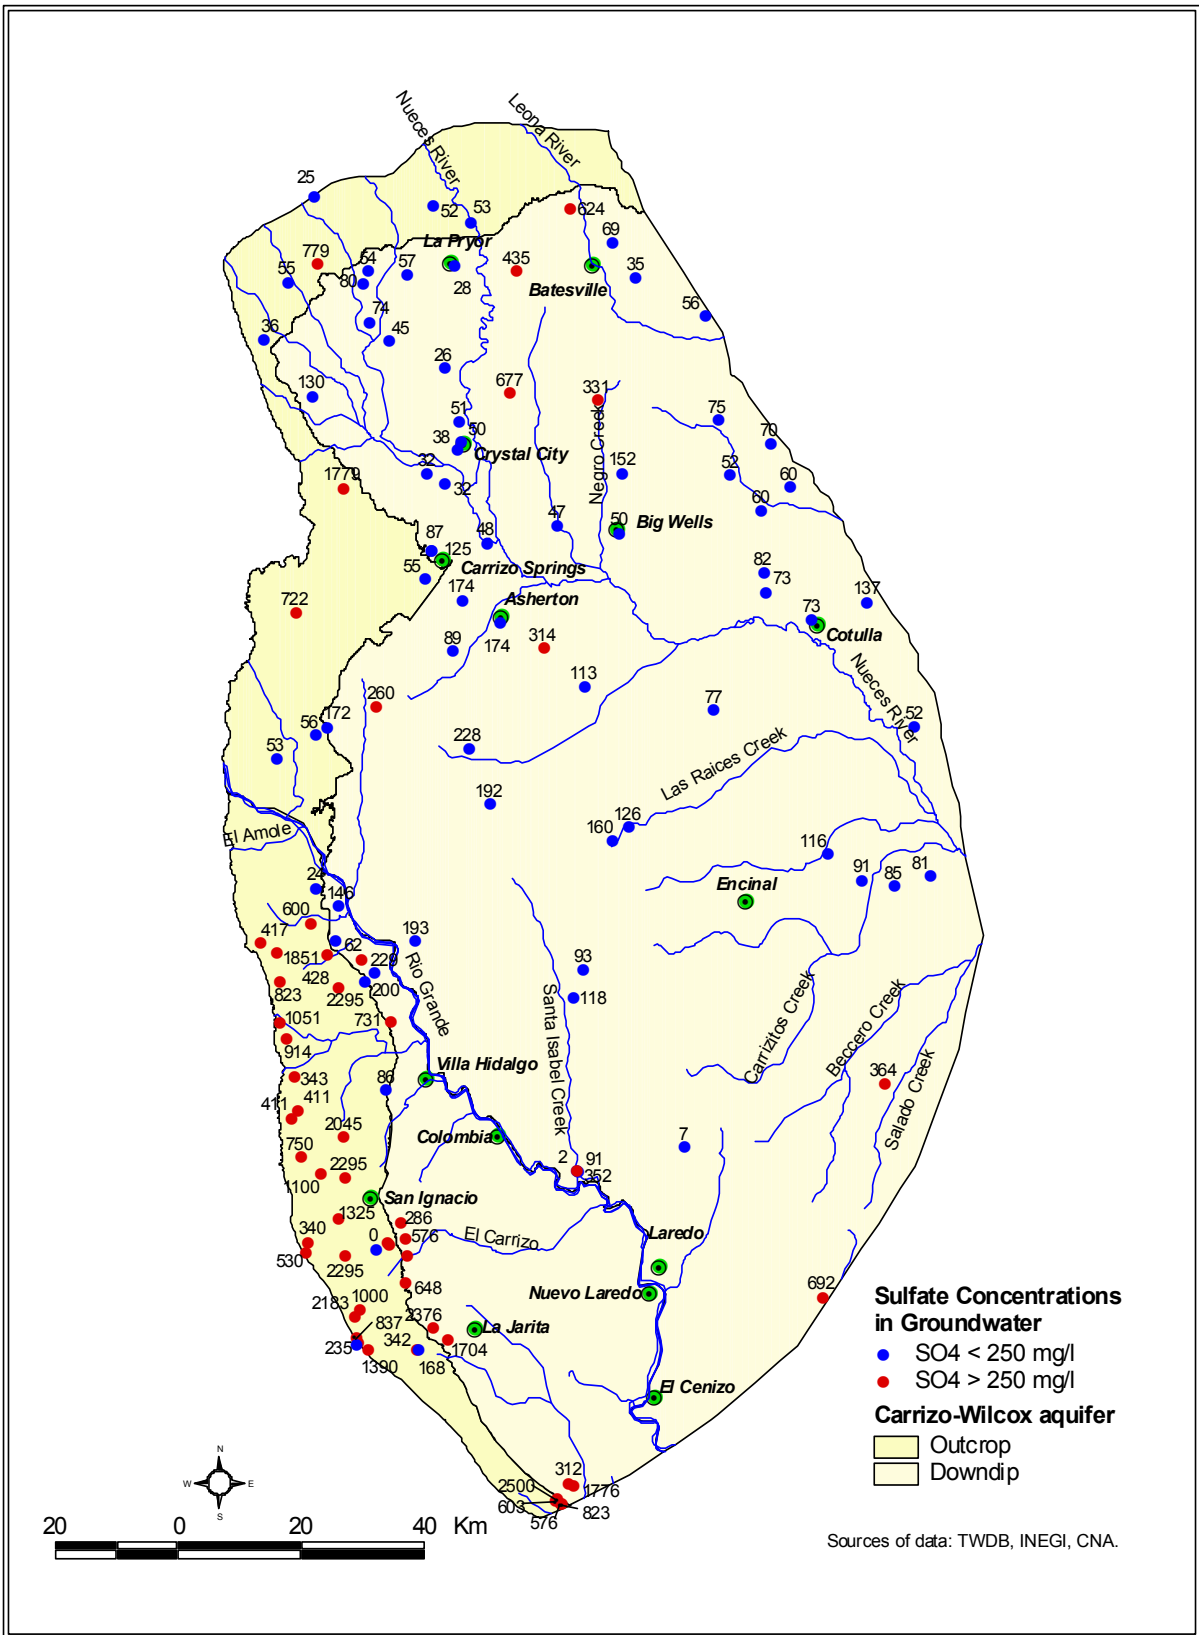 Nueces River
Leona River
25
52
53
624
69
La Pryor
779
64
57
435
55
80
28
Batesville
35
56
74
36
45
26
130
677
331
51
50
75
38
Crystal City
70
Negro Creek
32
152
52
60
1779
32
60
47
50
Big Wells
48
87
125
Carrizo Springs
55
82
73
174
137
Asherton
722
73
Cotulla
174
314
89
Nueces River
113
260
77
52
56
172
228
53
Las Raices Creek
192
126
160
El Amole
116
91
85
81
24
Encinal
146
600
417
62
193
1851
229
93
428
200
Rio Grande
118
823
2295
Santa Isabel Creek
Carrizitos Creek
Beccero Creek
1051
731
914
Salado Creek
Villa Hidalgo
364
343
86
411
411
2045
Colombia
7
750
2
91
352
2295
1100
San Ignacio
1325
286
340
0
576
El Carrizo
Laredo
530
2295
648
Nuevo Laredo
692
2183
1000
2376
837
La Jarita
235
342
1704
1390
168
El Cenizo
312
2500
1776
603
823
576
Sulfate Concentrations
in Groundwater
SO4 < 250 mg/l
SO4 > 250 mg/l
Carrizo-Wilcox aquifer
Outcrop
Downdip
N
W
E
S
20 0 20 40 Km
Sources of data: TWDB, INEGI, CNA.